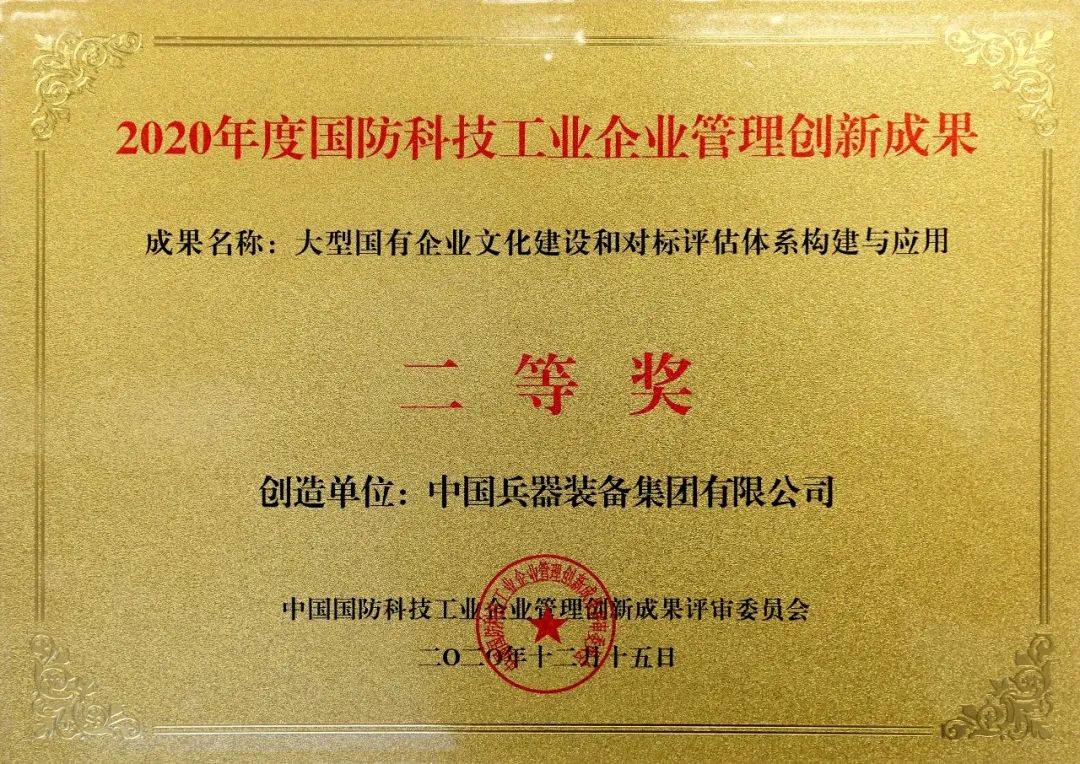 2020年度国防科技工业企业管理创新成果
成果名称：大型国有企业文化建设和对标评估体系构建与应用
二等奖
创造单位：中国兵器装备集团有限公司
中国国防科技工业企业管理创新成果评审委员会
二〇二〇年十二月十五日